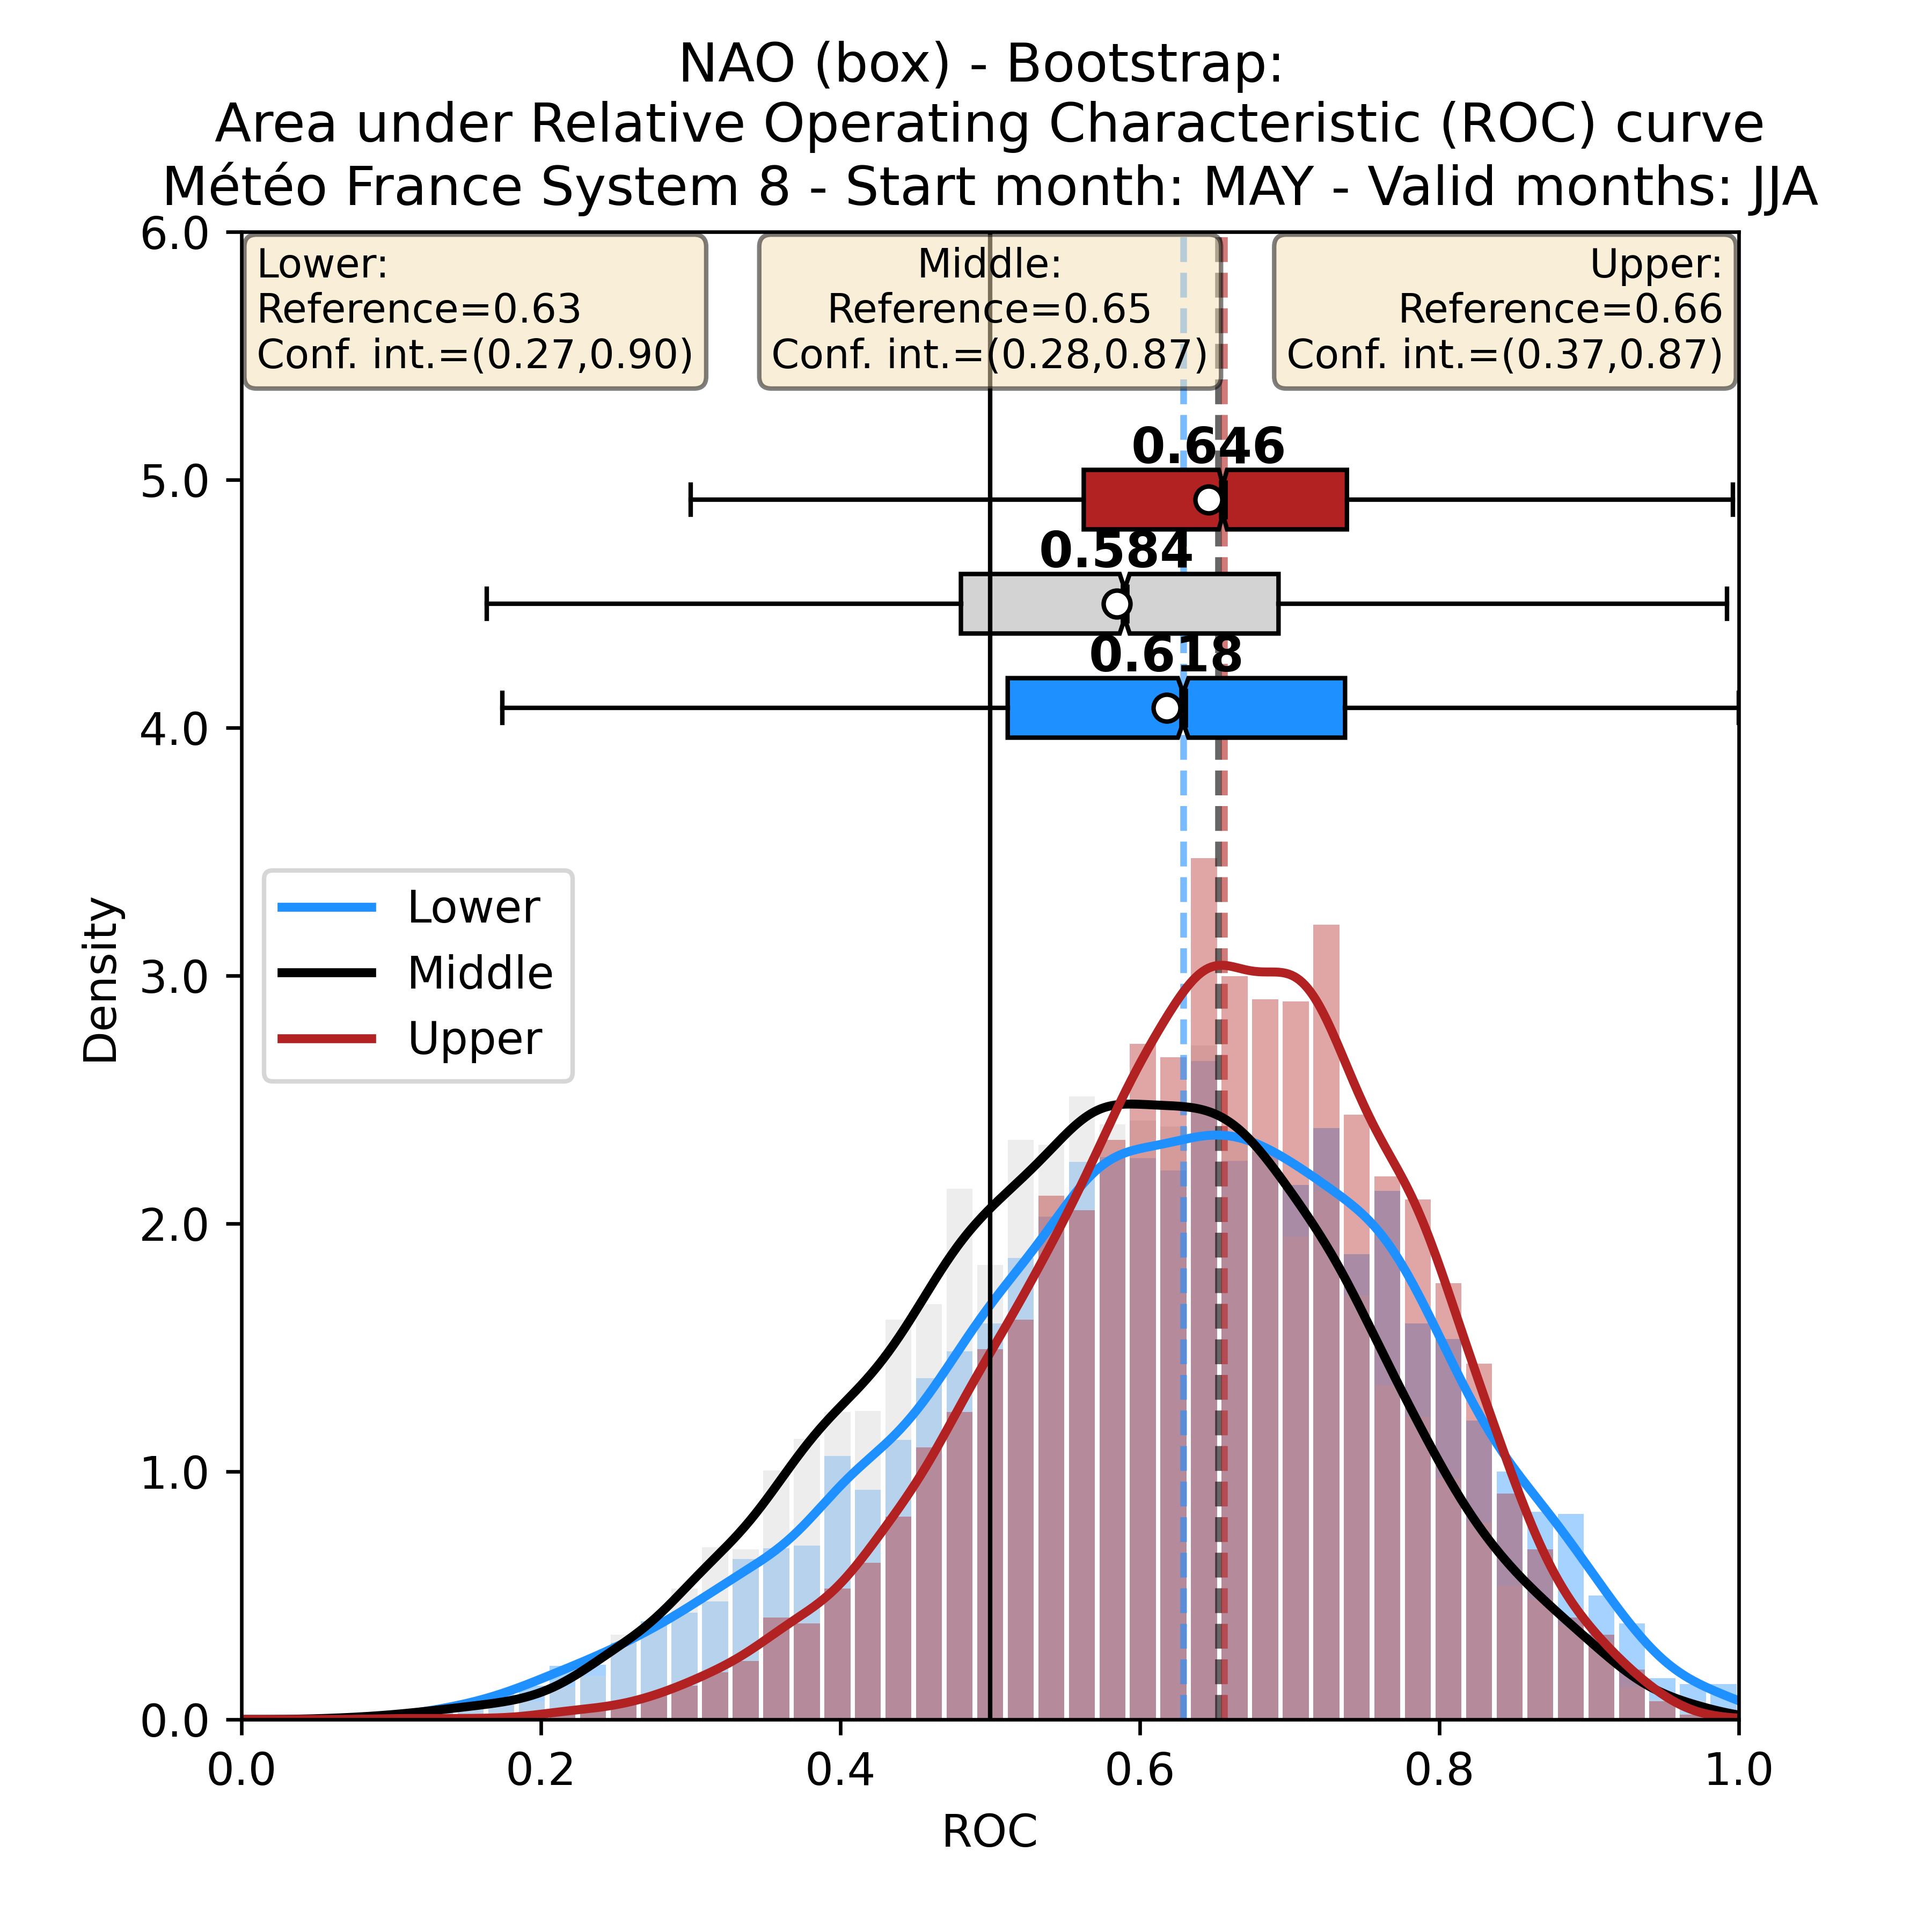 NAO (box) - Bootstrap:
Area under Relative Operating Characteristic (ROC) curve
Météo France System 8 - Start month: MAY - Valid months: JJA
Lower:
Reference=0.63
Conf. int.=(0.27,0.90)
Middle:
Reference=0.65
Conf. int.=(0.28,0.87)
Upper:
Reference=0.66
Conf. int.=(0.37,0.87)
0.646
0.584
0.618
6.0
5.0
4.0
3.0
2.0
1.0
0.0
Density
Lower
Middle
Upper
0.0 0.2 0.4 0.6 0.8 1.0
ROC